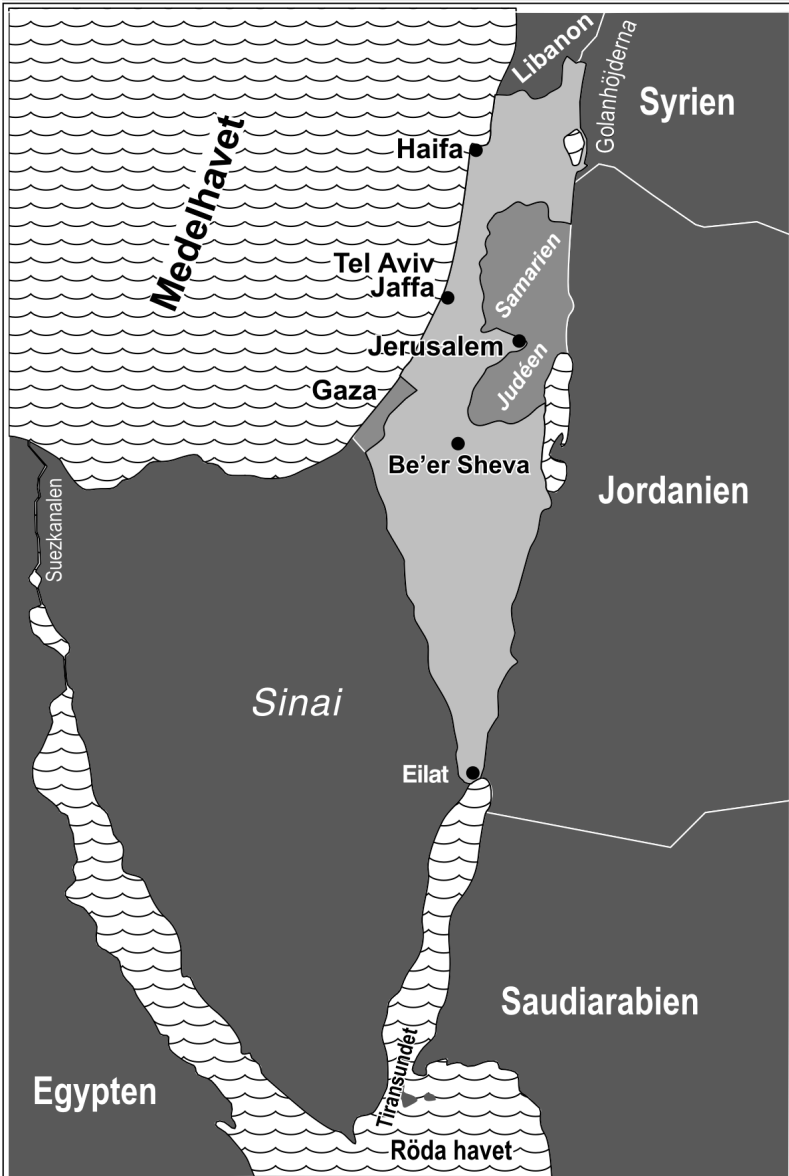 Libanon
Golanhöjderna
Syrien
Haifa
Medelhavet
Tel Aviv
Jaffa
Samarien
Jerusalem
Judéen
Gaza
Be’er Sheva
Jordanien
Suezkanalen
Sinai
Eilat
Saudiarabien
Tiransundet
Egypten
Röda havet